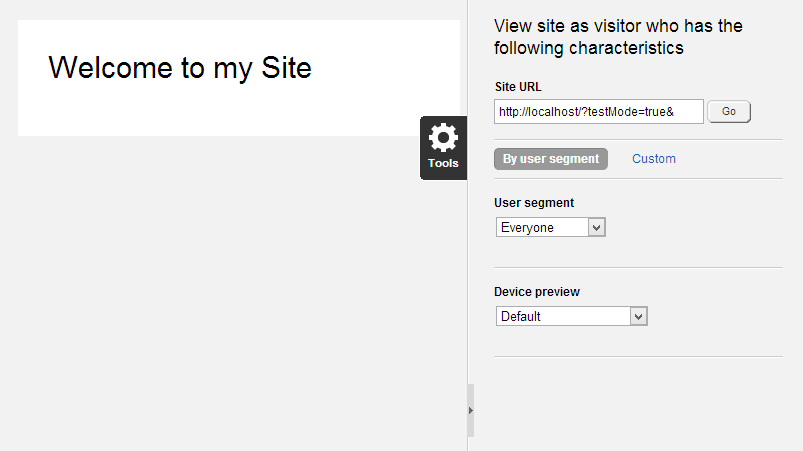 Welcome to my Site
Tools
View site as visitor who has the
following characteristics
Site URL
http://localhost/?testMode=true& Go
By user segment Custom
User segment
Everyone
Device preview
Default